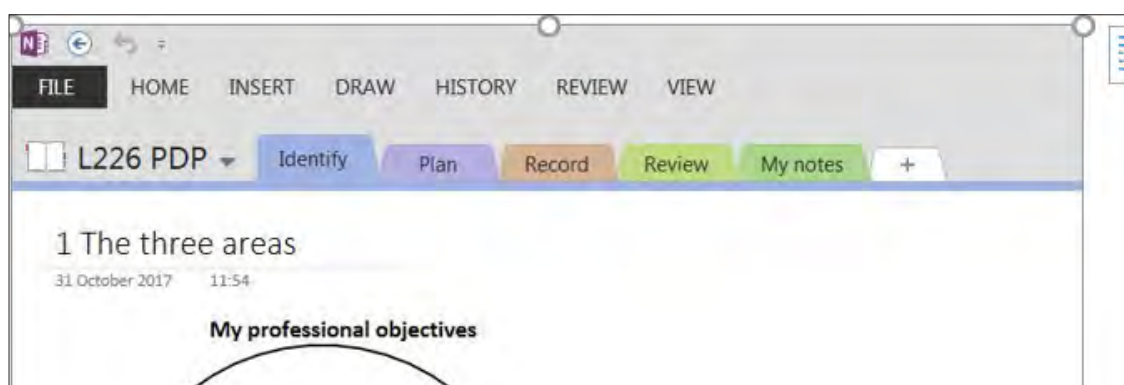 N
FILE HOME INSERT DRAW HISTORY REVIEW VIEW
L226 PDP Identify Plan Record Review My notes +
1 The three areas
31 October 2017 11:54
My professional objectives